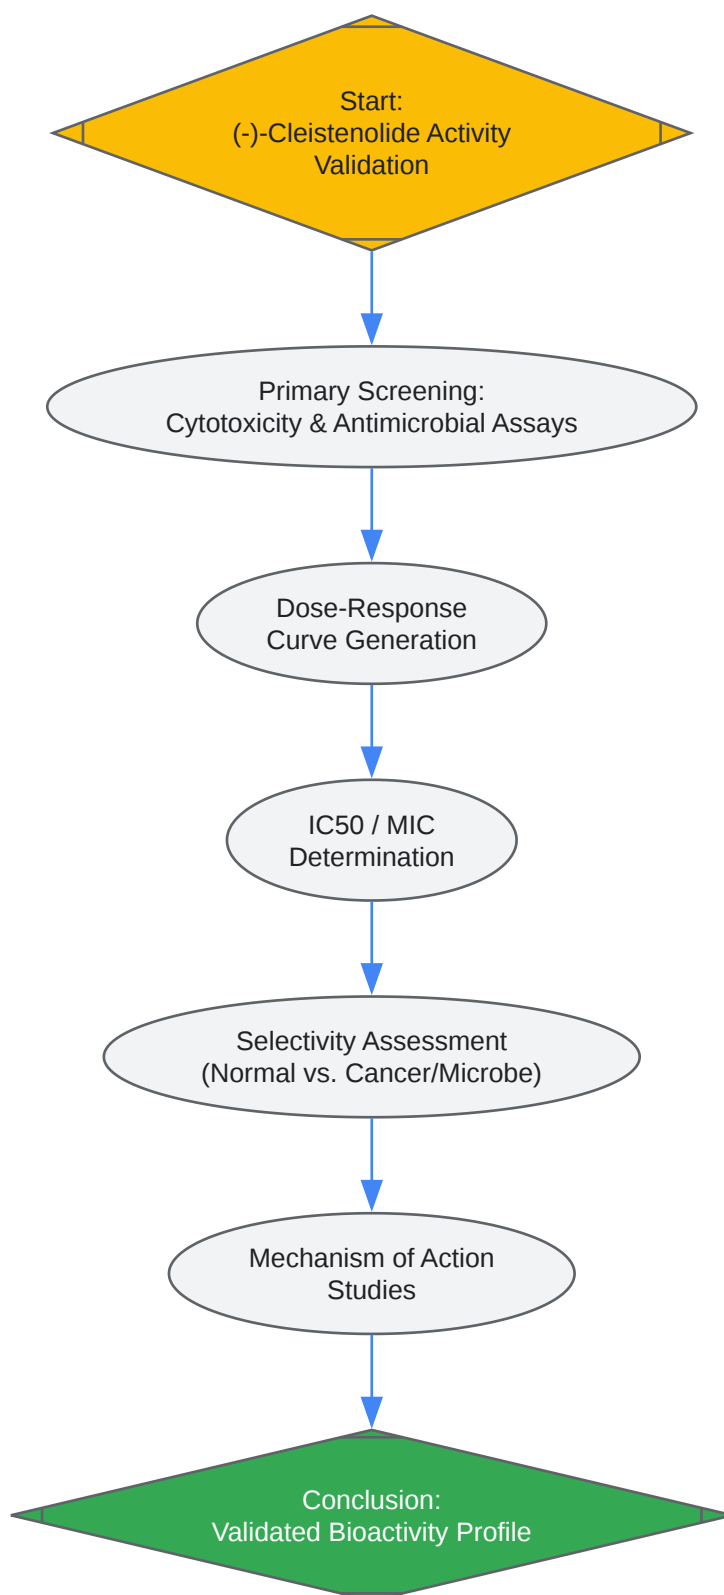 Start:
(-)-Cleistenolide Activity
Validation
Primary Screening:
Cytotoxicity & Antimicrobial Assays
Dose-Response
Curve Generation
IC50 / MIC
Determination
Selectivity Assessment
(Normal vs. Cancer/Microbe)
Mechanism of Action
Studies
Conclusion:
Validated Bioactivity Profile